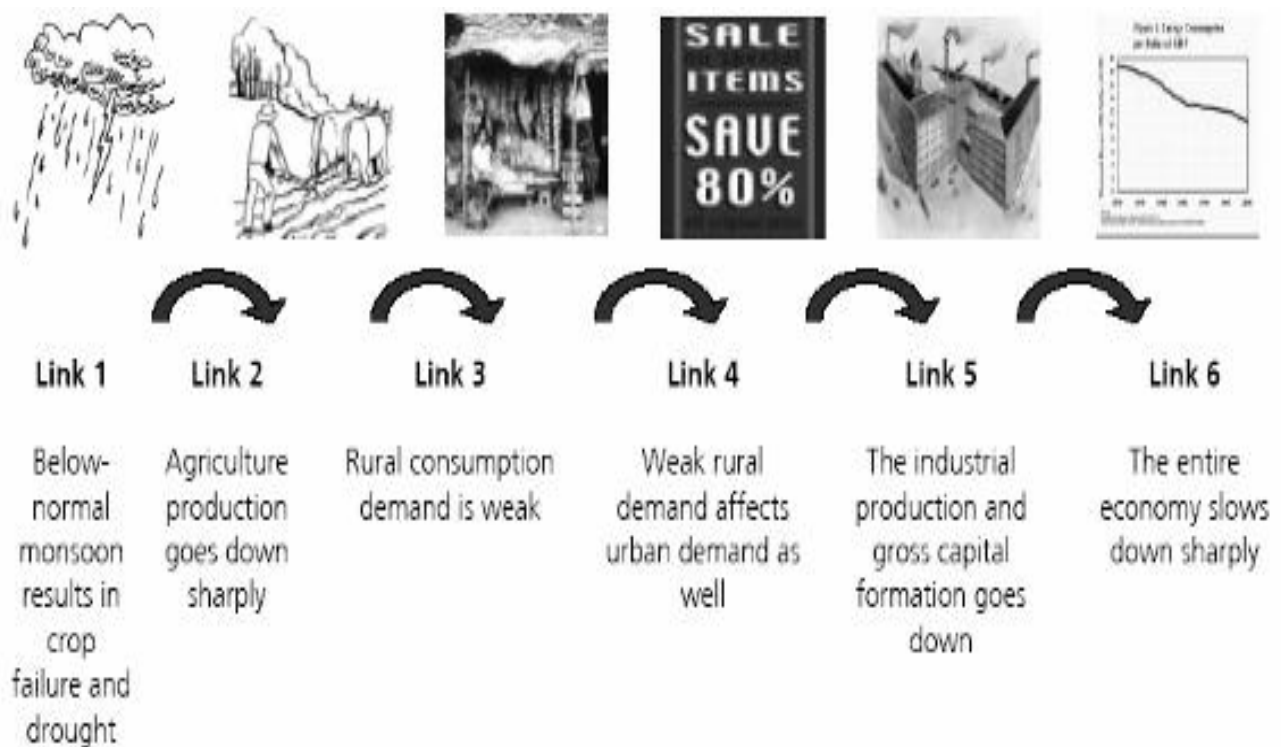 SALE
ITEMS
SAVE
80%
Link 1
Below-
normal
monsoon
results in
crop
failure and
drought
Link 2
Agriculture
production
goes down
sharply
Link 3
Rural consumption
demand is weak
Link 4
Weak rural
demand affects
urban demand as
well
Link 5
The industrial
production and
gross capital
formation goes
down
Link 6
The entire
economy slows
down sharply